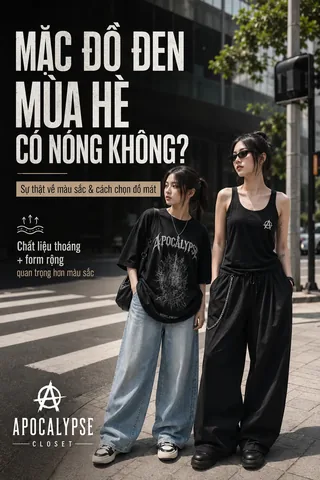 MẶC ĐỒ ĐEN
MÙA HÈ
CÓ NÓNG KHÔNG?
Sự thật về màu sắc & cách chọn đồ mát
Chất liệu thoáng
+ form rộng
quan trọng hơn màu sắc
APOCALYPSE
APOCALYPSE
CLOSET